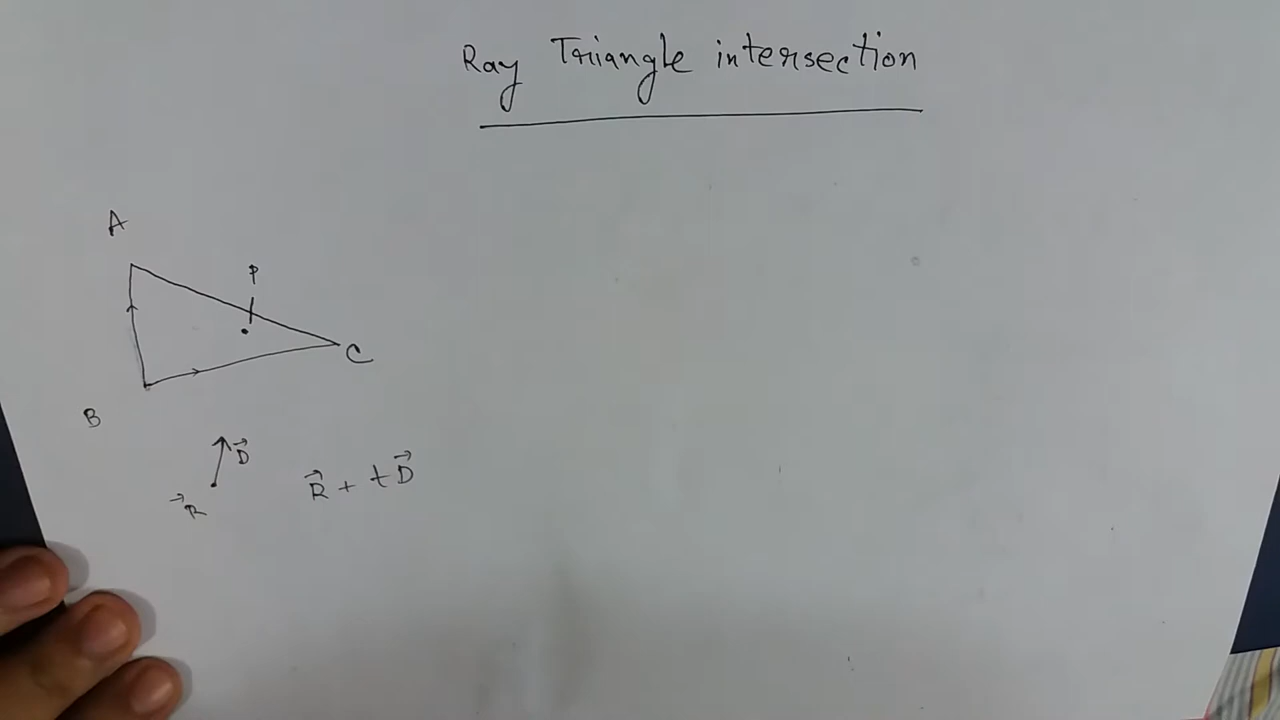 Ray Triangle intersection
A
P
C
B
D⃗
R⃗
R⃗ + tD⃗